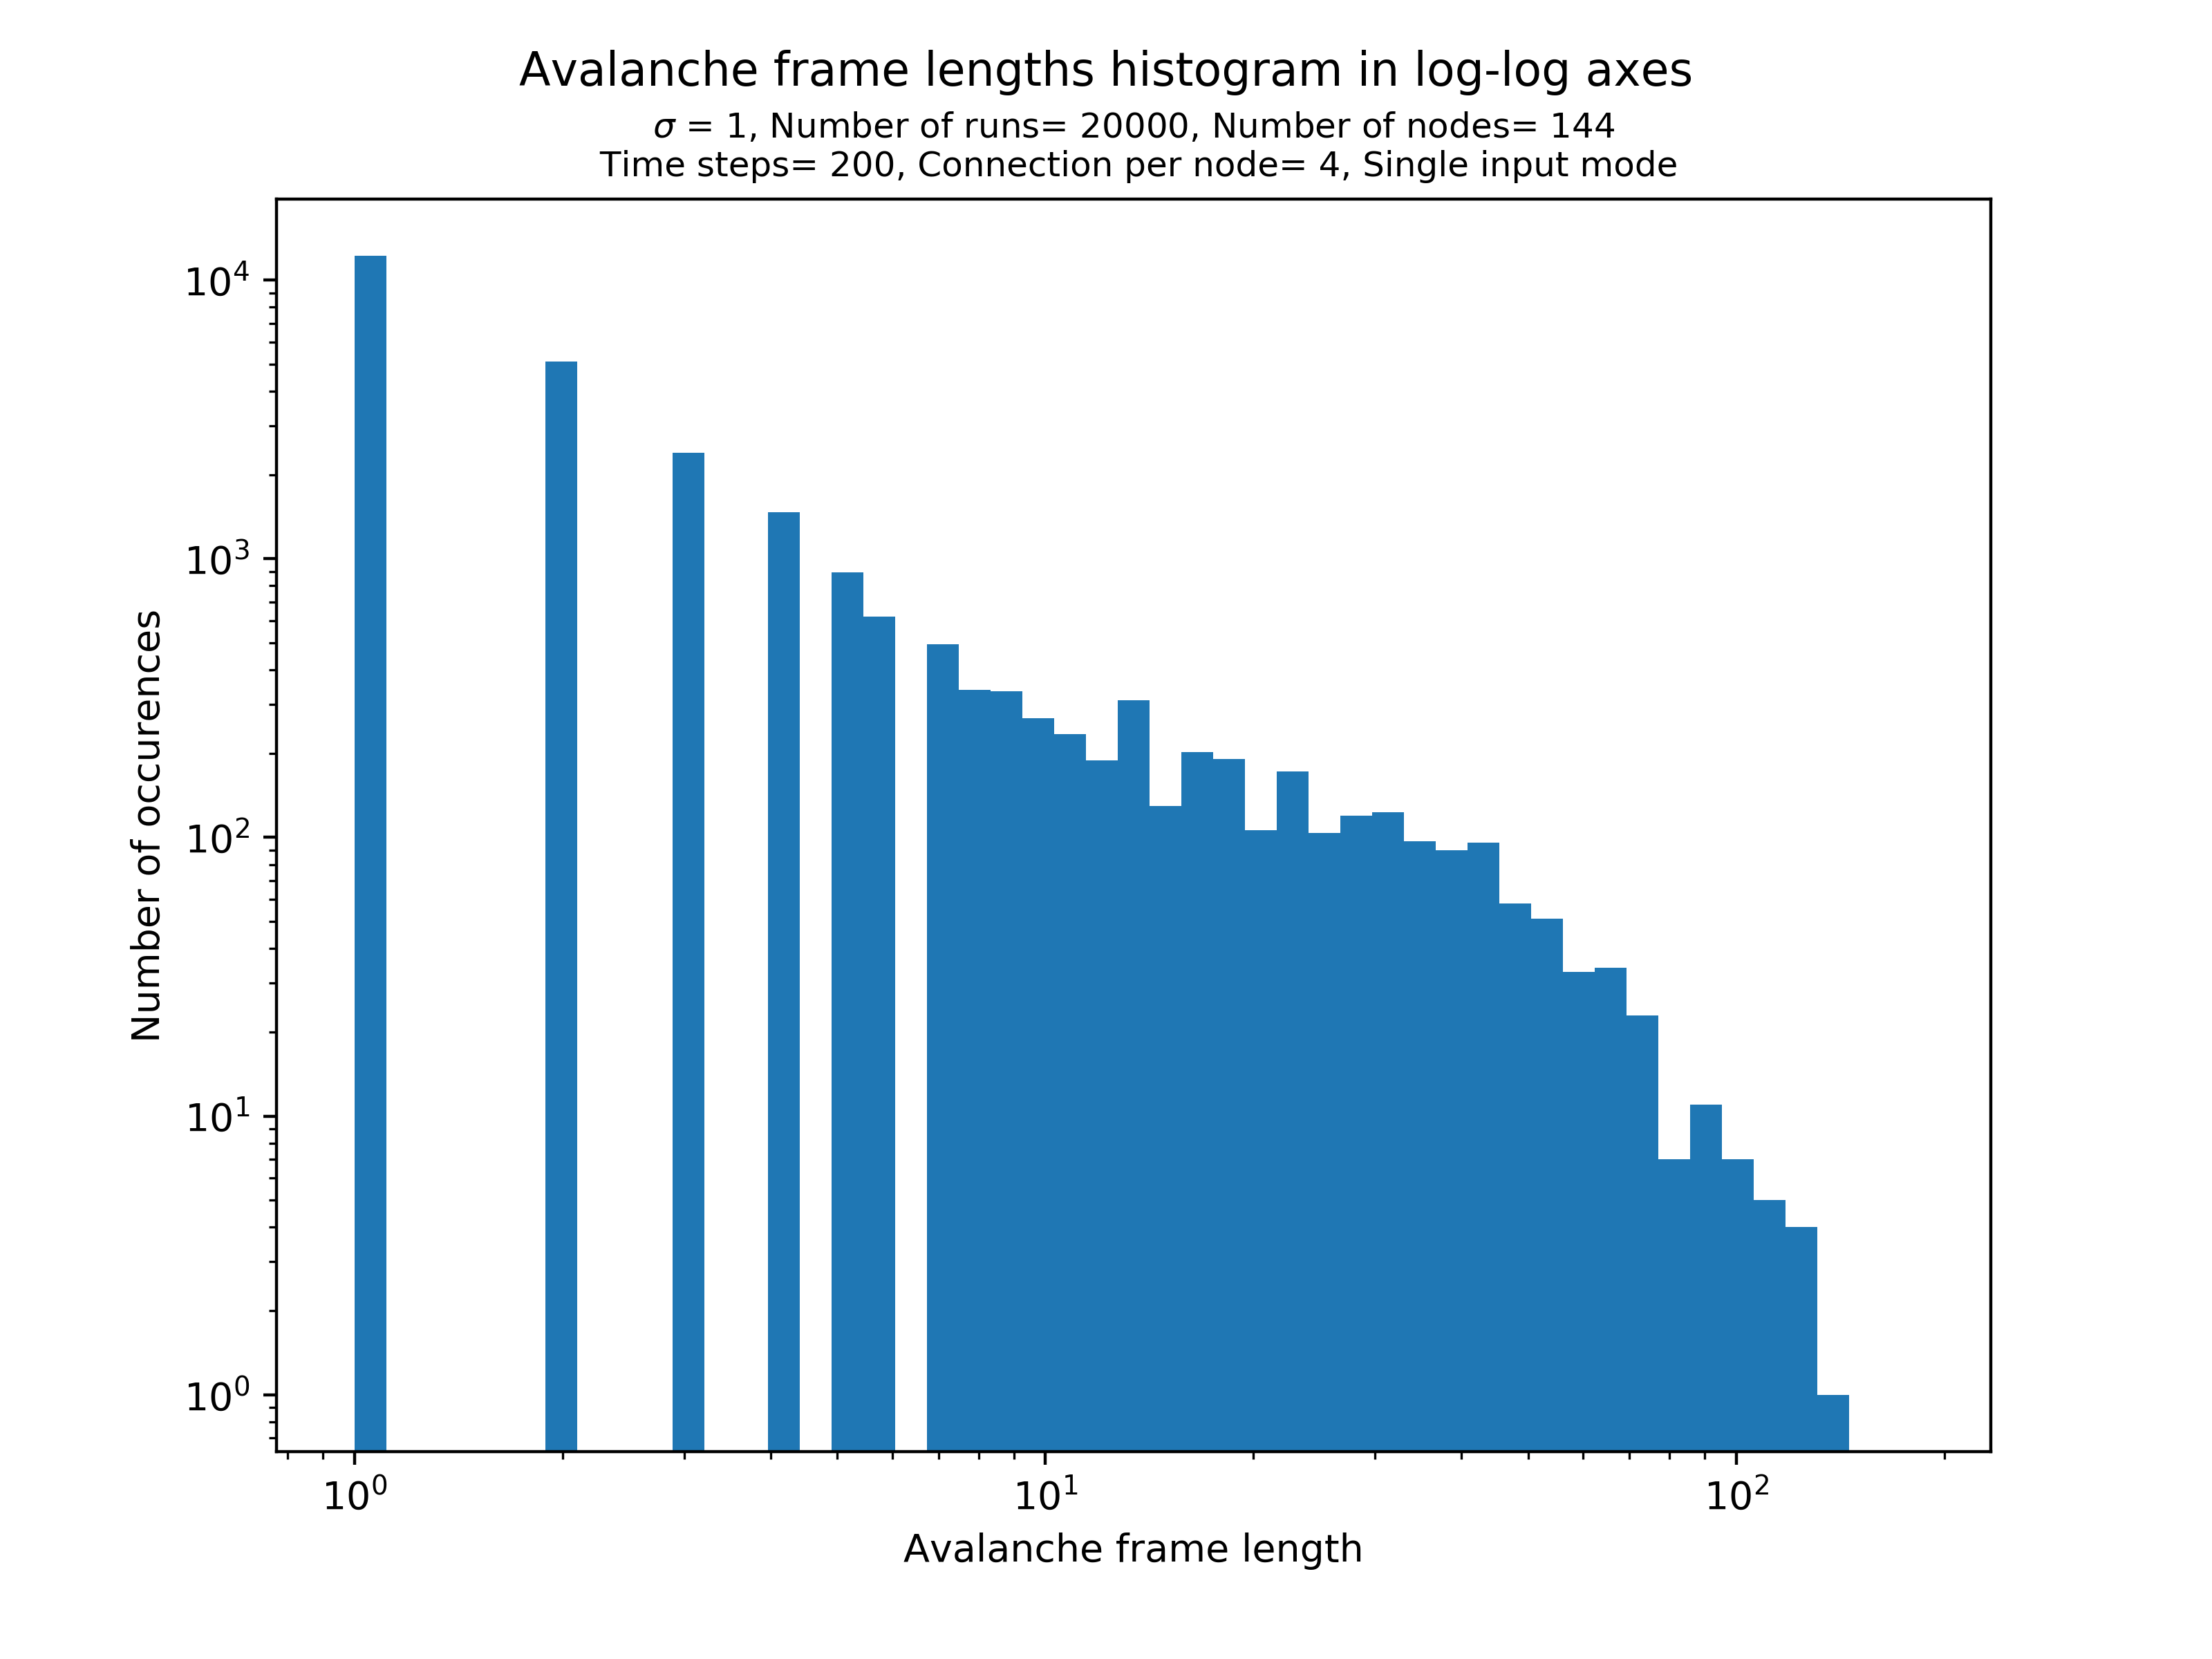 Avalanche frame lengths histogram in log-log axes
σ = 1, Number of runs= 20000, Number of nodes= 144
Time steps= 200, Connection per node= 4, Single input mode
10⁴
10³
10²
10¹
10⁰
Number of occurences
10⁰ 10¹ 10²
Avalanche frame length